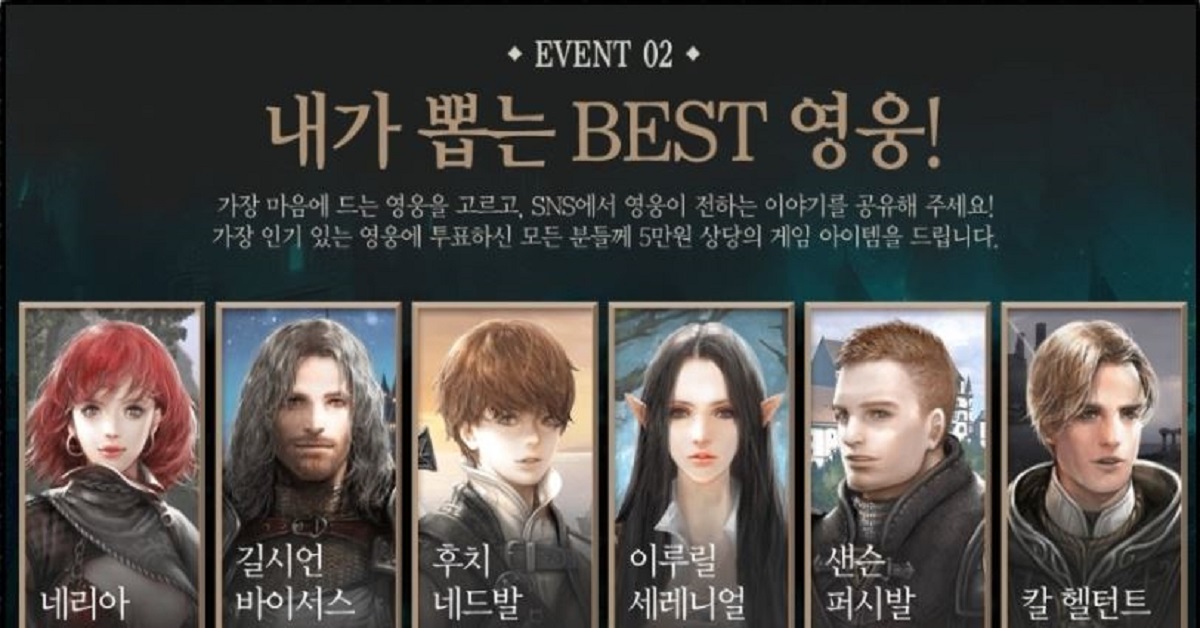 EVENT 02
내가 뽑는 BEST 영웅!
가장 마음에 드는 영웅을 고르고, SNS에서 영웅이 전하는 이야기를 공유해 주세요!
가장 인기 있는 영웅에 투표하신 모든 분들께 5만원 상당의 게임 아이템을 드립니다.
네리아
길시언
바이서스
후치
네드발
이루릴
세레니얼
샌슨
퍼시발
칼 헬턴트